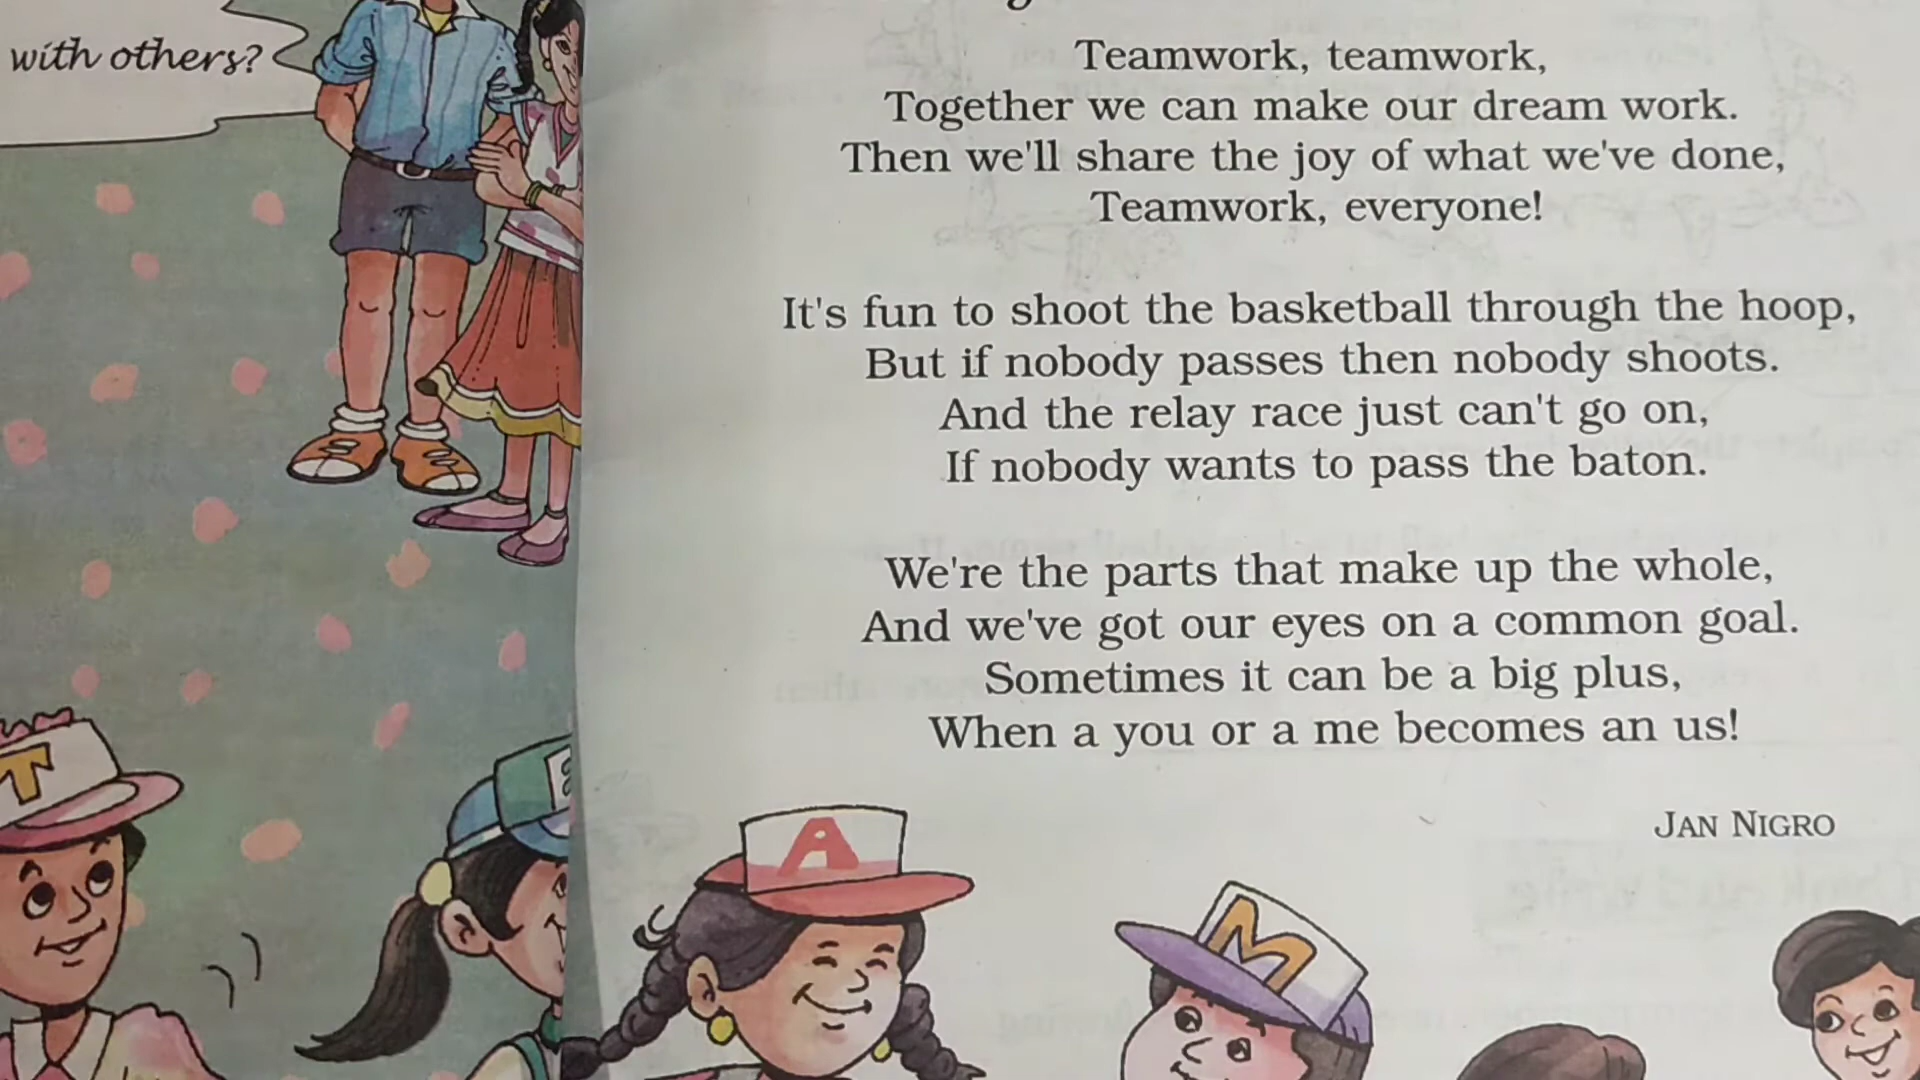 with others?
Teamwork, teamwork,
Together we can make our dream work.
Then we'll share the joy of what we've done,
Teamwork, everyone!
It's fun to shoot the basketball through the hoop,
But if nobody passes then nobody shoots.
And the relay race just can't go on,
If nobody wants to pass the baton.
We're the parts that make up the whole,
And we've got our eyes on a common goal.
Sometimes it can be a big plus,
When a you or a me becomes an us!
JAN NIGRO
T
A
M